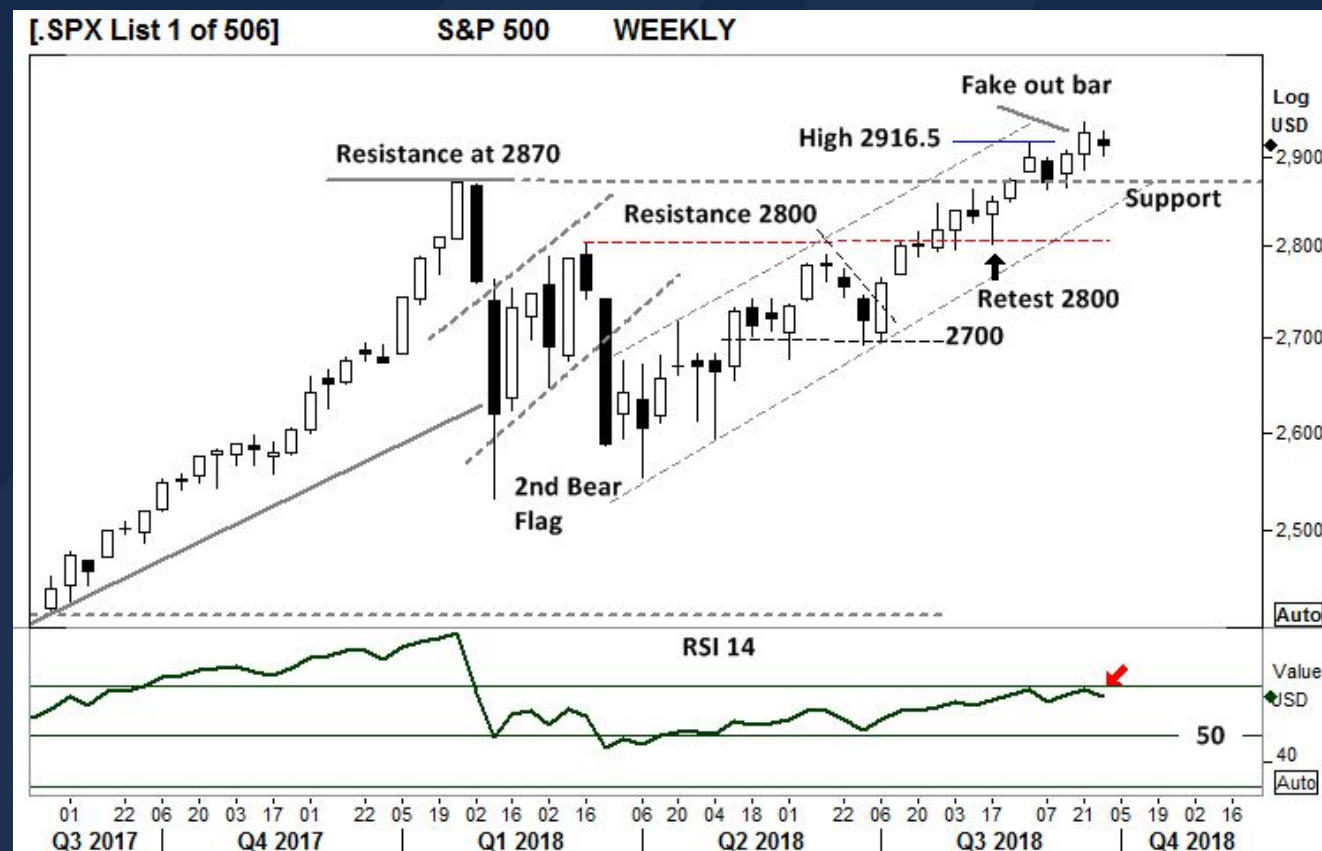 [.SPX List 1 of 506] S&P 500 WEEKLY
Fake out bar
Log
USD
High 2916.5
2,900
Resistance at 2870
Support
Resistance 2800
2,800
Retest 2800
2700
2,700
2,600
2nd Bear
Flag
2,500
Auto
RSI 14
Value
USD
50
40
Auto
01 22 06 20 03 17 01 22 05 19 02 16 02 16 06 20 04 18 01 22 06 20 03 17 07 21 05 19 02 16
Q3 2017 Q4 2017 Q1 2018 Q2 2018 Q3 2018 Q4 2018